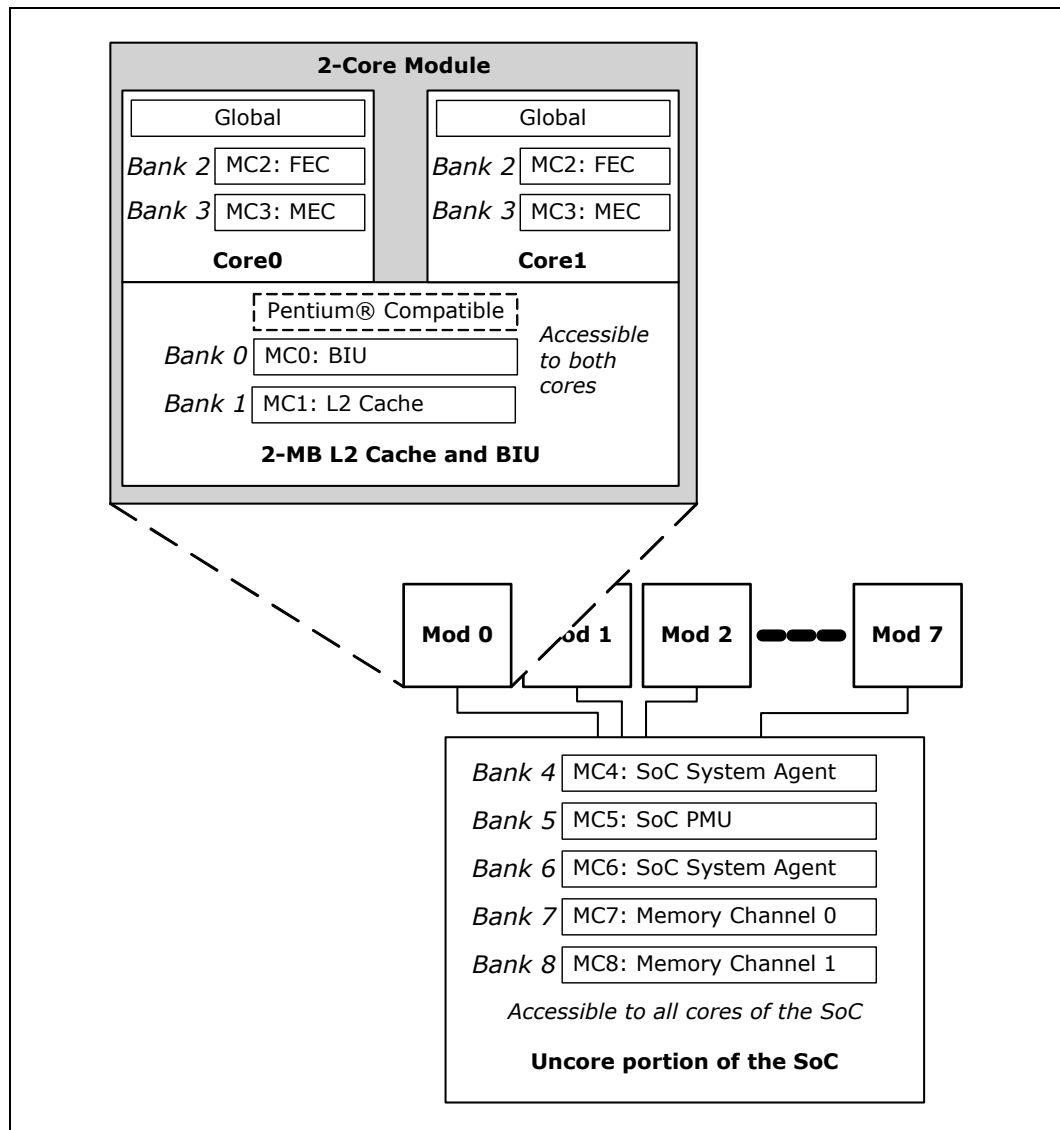 2-Core Module
Global
Global
Bank 2 MC2: FEC
Bank 2 MC2: FEC
Bank 3 MC3: MEC
Bank 3 MC3: MEC
Core0
Core1
Pentium® Compatible
Bank 0 MC0: BIU
Bank 1 MC1: L2 Cache
Accessible
to both
cores
2-MB L2 Cache and BIU
Mod 0
od 1
Mod 2
Mod 7
Bank 4 MC4: SoC System Agent
Bank 5 MC5: SoC PMU
Bank 6 MC6: SoC System Agent
Bank 7 MC7: Memory Channel 0
Bank 8 MC8: Memory Channel 1
Accessible to all cores of the SoC
Uncore portion of the SoC